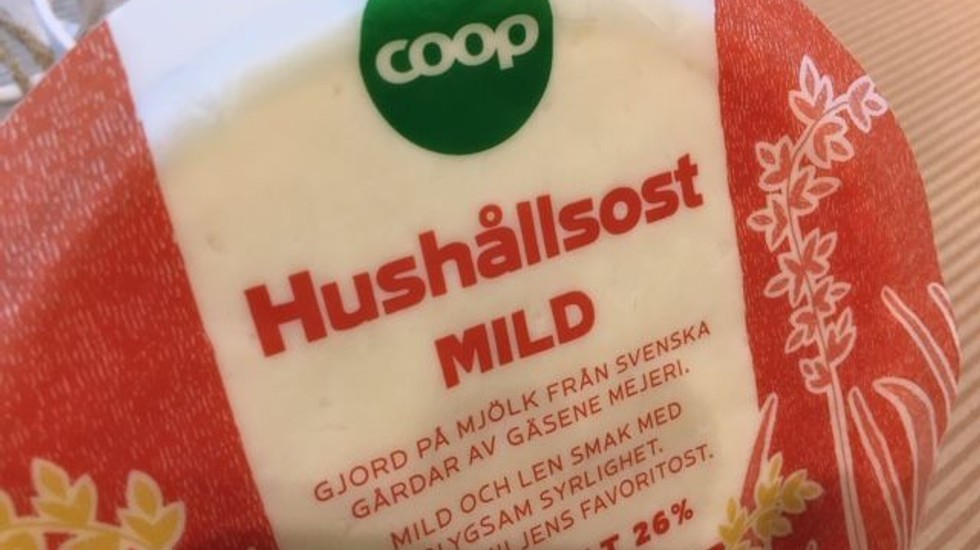 coop
Hushållsost
MILD
GJORD PÅ MJÖLK FRÅN SVENSKA
GÅRDAR AV GÄSENE MEJERI.
MILD OCH LEN SMAK MED
SYRLIGHET.
FAVORITOST.
26%